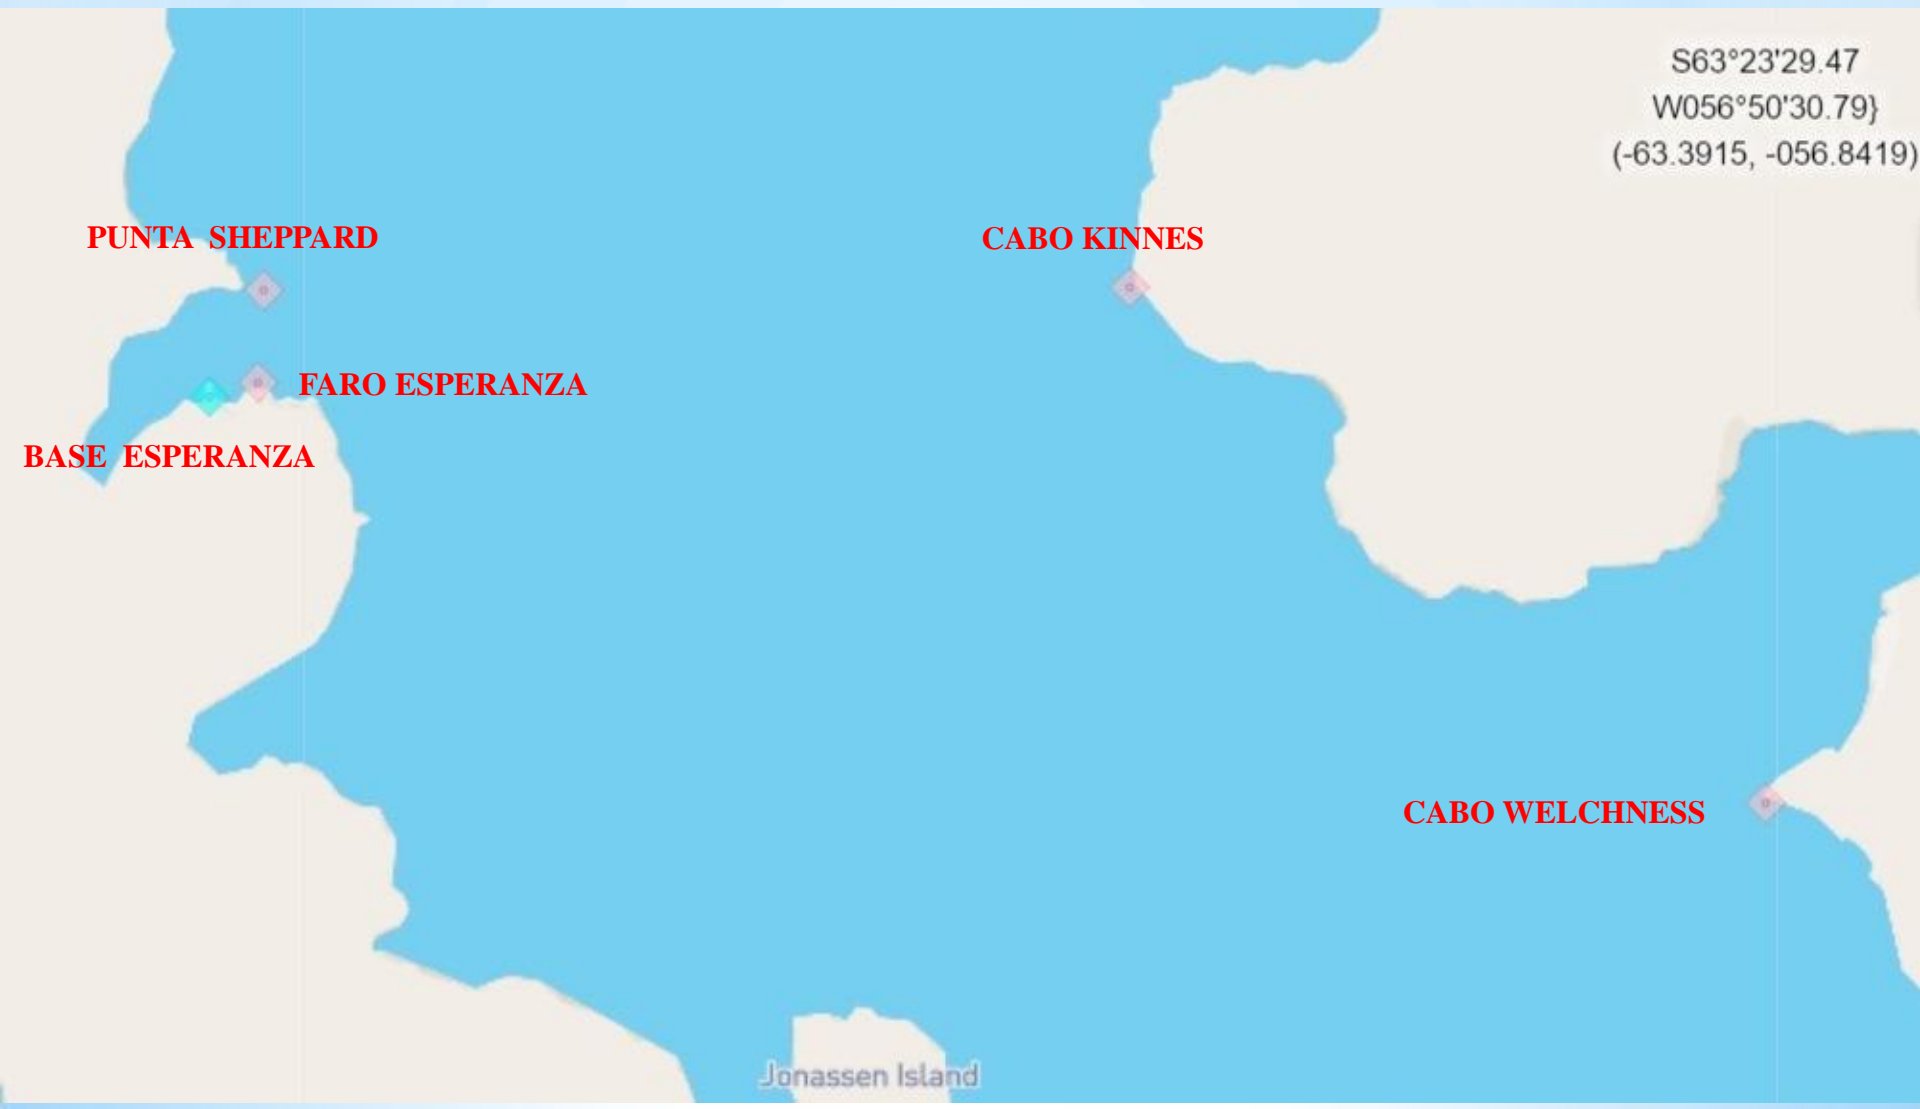 S63°23'29.47
W056°50'30.79}
(-63.3915, -056.8419)
PUNTA SHEPPARD
CABO KINNES
FARO ESPERANZA
BASE ESPERANZA
CABO WELCHNESS
Jonassen Island